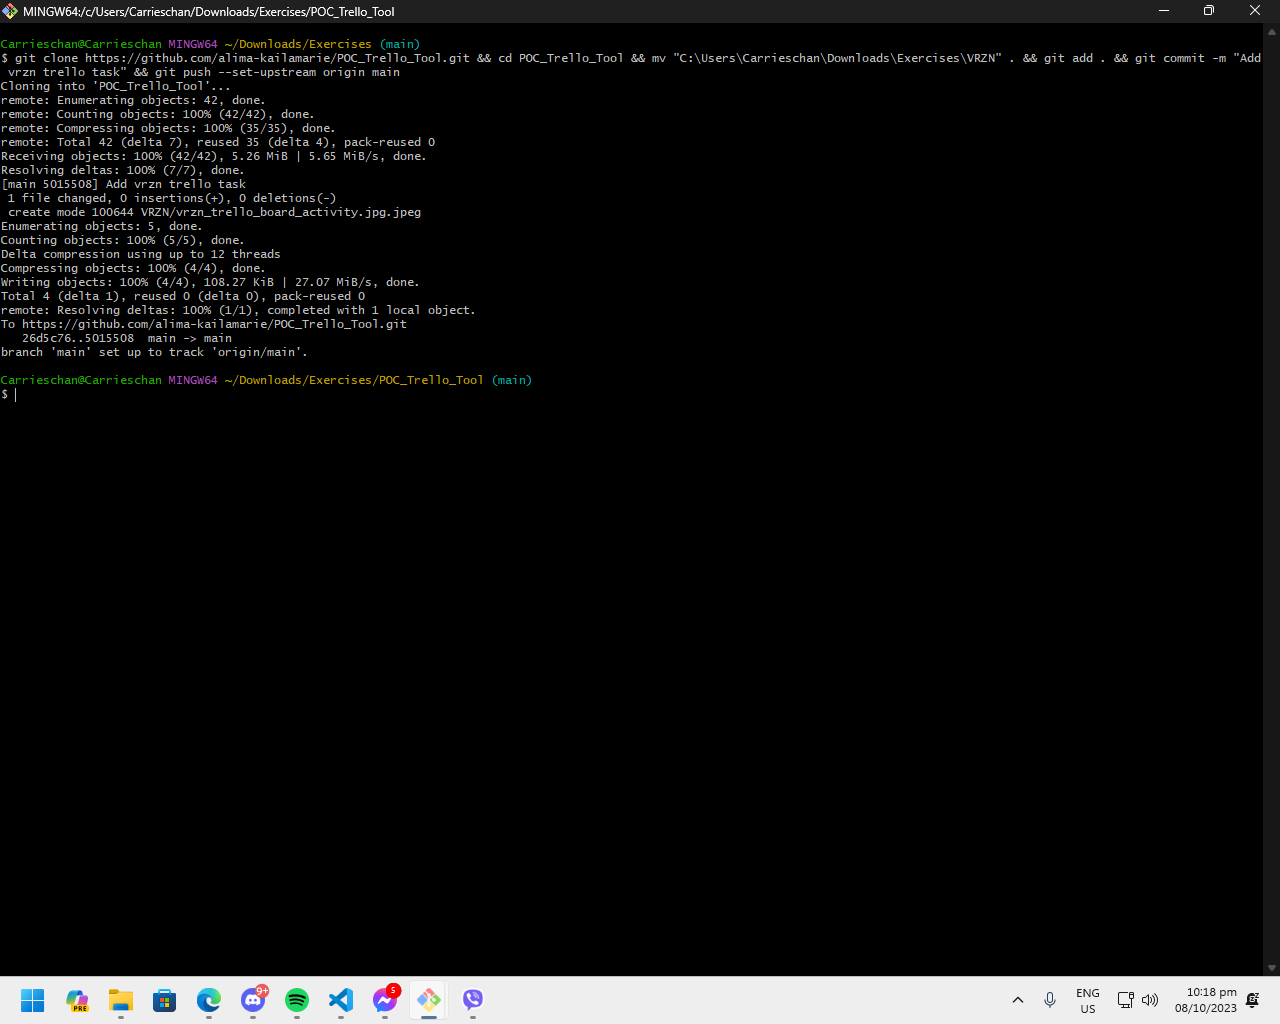 MINGW64:/c/Users/Carrieschan/Downloads/Exercises/POC_Trello_Tool
Carrieschan@Carrieschan MINGW64 ~/Downloads/Exercises (main)
$ git clone https://github.com/alima-kailamarie/POC_Trello_Tool.git && cd POC_Trello_Tool && mv "C:\Users\Carrieschan\Downloads\Exercises\VRZN" . && git add . && git commit -m "Add
vrzn trello task" && git push --set-upstream origin main
Cloning into 'POC_Trello_Tool'...
remote: Enumerating objects: 42, done.
remote: Counting objects: 100% (42/42), done.
remote: Compressing objects: 100% (35/35), done.
remote: Total 42 (delta 7), reused 35 (delta 4), pack-reused 0
Receiving objects: 100% (42/42), 5.26 MiB | 5.65 MiB/s, done.
Resolving deltas: 100% (7/7), done.
[main 5015508] Add vrzn trello task
1 file changed, 0 insertions(+), 0 deletions(-)
create mode 100644 VRZN/vrzn_trello_board_activity.jpg.jpeg
Enumerating objects: 5, done.
Counting objects: 100% (5/5), done.
Delta compression using up to 12 threads
Compressing objects: 100% (4/4), done.
Writing objects: 100% (4/4), 108.27 KiB | 27.07 MiB/s, done.
Total 4 (delta 1), reused 0 (delta 0), pack-reused 0
remote: Resolving deltas: 100% (1/1), completed with 1 local object.
To https://github.com/alima-kailamarie/POC_Trello_Tool.git
26d5c76..5015508  main -> main
branch 'main' set up to track 'origin/main'.
Carrieschan@Carrieschan MINGW64 ~/Downloads/Exercises/POC_Trello_Tool (main)
$
PRE
9+
5
ENG
US
10:18 pm
08/10/2023